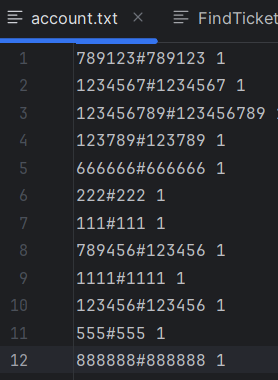 account.txt
FindTicket
1 789123#789123 1
2 1234567#1234567 1
3 123456789#123456789 1
4 123789#123789 1
5 666666#666666 1
6 222#222 1
7 111#111 1
8 789456#123456 1
9 1111#1111 1
10 123456#123456 1
11 555#555 1
12 888888#888888 1